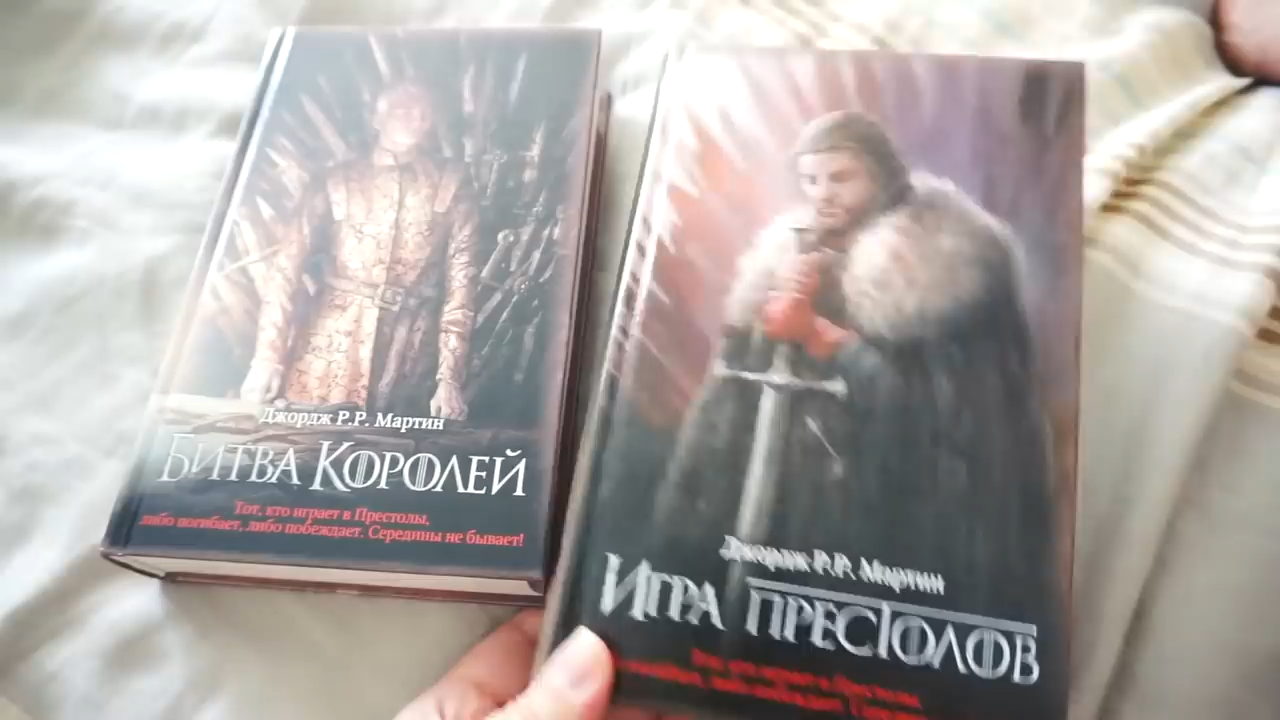 Джордж Р.Р. Мартин
Битва Королей
Тот, кто играет в Престолы,
либо погибает, либо побеждает. Середины не бывает!
Джордж Р.Р. Мартин
Игра престолов